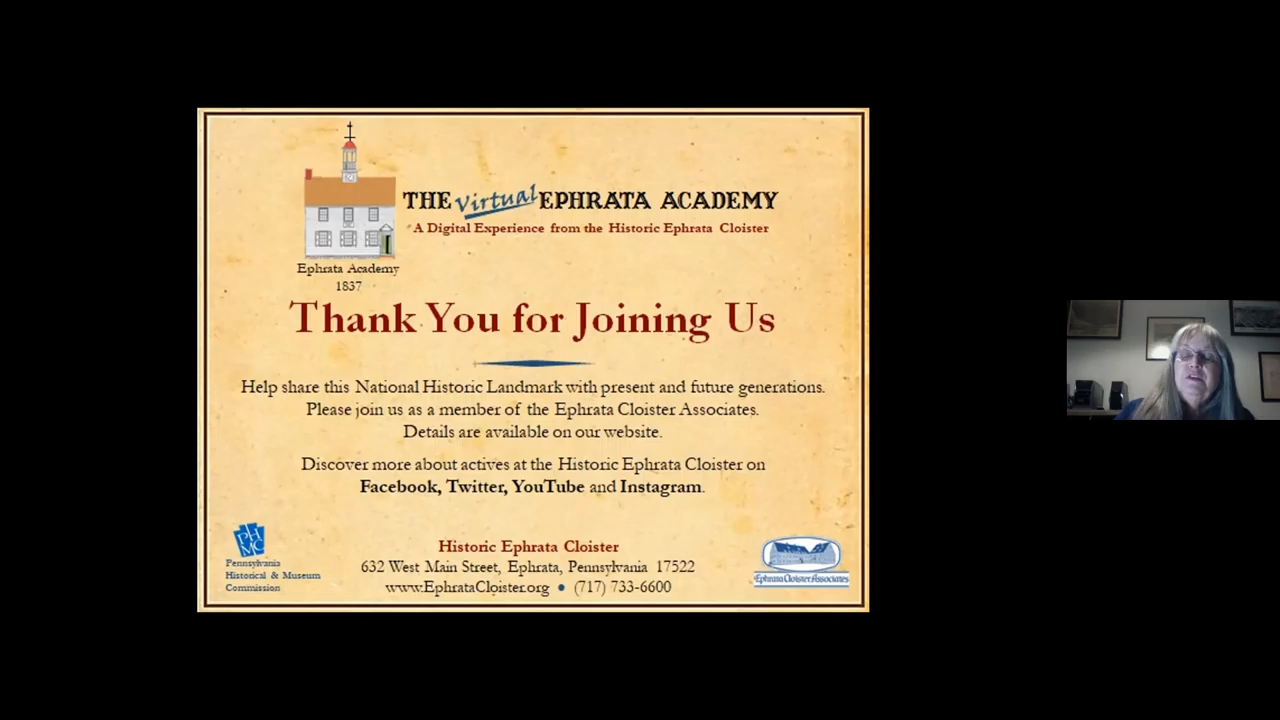 THE Virtual EPHRATA ACADEMY
A Digital Experience from the Historic Ephrata Cloister
Ephrata Academy
1837
Thank You for Joining Us
Help share this National Historic Landmark with present and future generations.
Please join us as a member of the Ephrata Cloister Associates.
Details are available on our website.
Discover more about actives at the Historic Ephrata Cloister on
Facebook, Twitter, YouTube and Instagram.
PH
MC
Pennsylvania
Historical & Museum
Commission
Historic Ephrata Cloister
632 West Main Street, Ephrata, Pennsylvania 17522
www.EphrataCloister.org • (717) 733-6600
Ephrata Cloister Associates